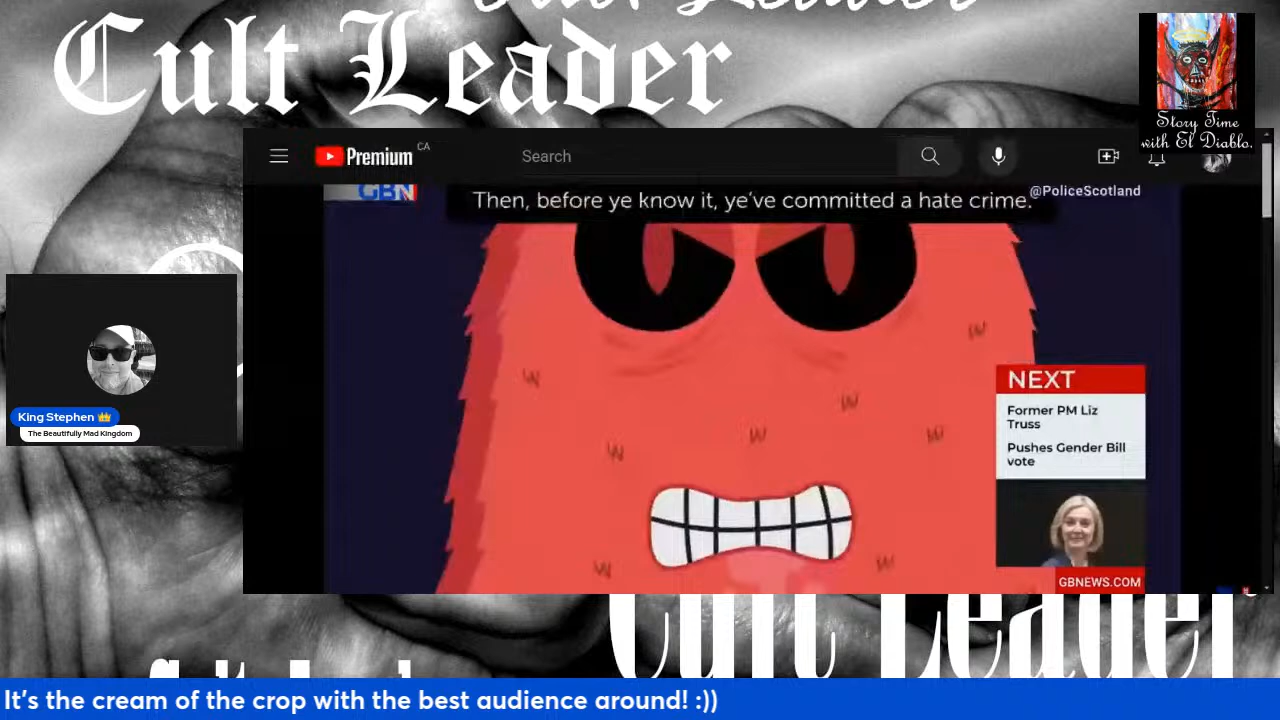 Cult Leader
Cult Leader
Story Time
with El Diablo.
Premium
CA
Search
GBN
@PoliceScotland
Then, before ye know it, ye've committed a hate crime.
NEXT
Former PM Liz
Truss
Pushes Gender Bill
vote
GBNEWS.COM
King Stephen
The Beautifully Mad Kingdom
Cult Leader
It's the cream of the crop with the best audience around! :))